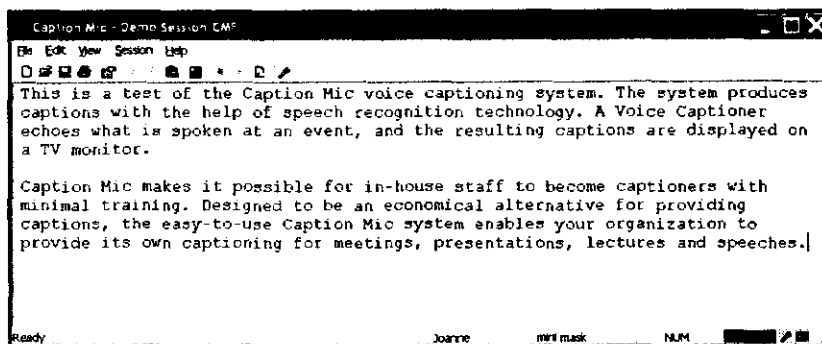 Caption Mic - Demo Session CMF
File Edit View Session Help
This is a test of the Caption Mic voice captioning system. The system produces
captions with the help of speech recognition technology. A Voice Captioner
echoes what is spoken at an event, and the resulting captions are displayed on
a TV monitor.
Caption Mic makes it possible for in-house staff to become captioners with
minimal training. Designed to be an economical alternative for providing
captions, the easy-to-use Caption Mic system enables your organization to
provide its own captioning for meetings, presentations, lectures and speeches.
Ready Joanne mini mask NUM